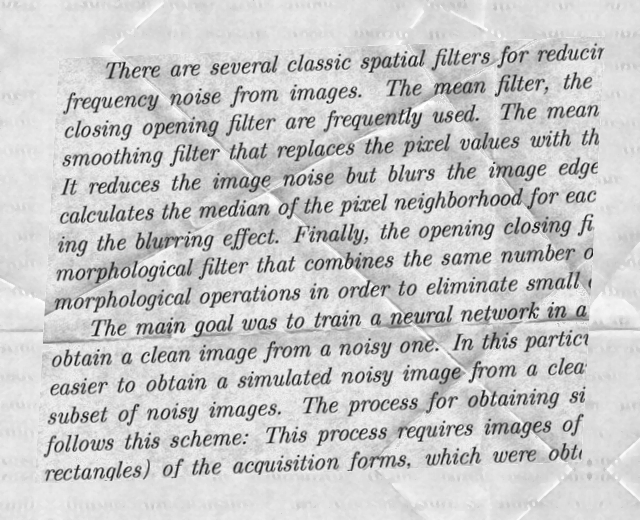 There are several classic spatial filters for reducin
frequency noise from images. The mean filter, the
closing opening filter are frequently used. The mean
smoothing filter that replaces the pixel values with th
It reduces the image noise but blurs the image edge
calculates the median of the pixel neighborhood for eac
ing the blurring effect. Finally, the opening closing fi
morphological filter that combines the same number o
morphological operations in order to eliminate small
The main goal was to train a neural network in a
obtain a clean image from a noisy one. In this partic
easier to obtain a simulated noisy image from a clea
subset of noisy images. The process for obtaining si
follows this scheme: This process requires images of
rectangles) of the acquisition forms, which were obt